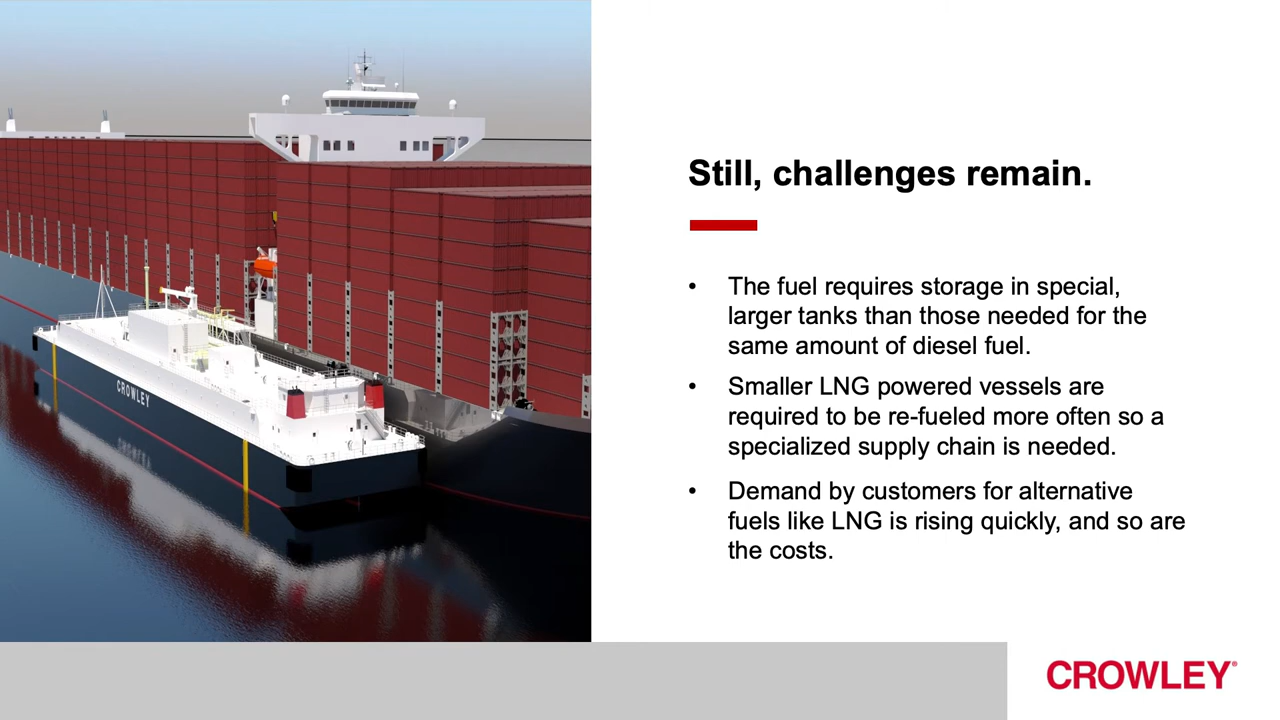 Still, challenges remain.
• The fuel requires storage in special,
larger tanks than those needed for the
same amount of diesel fuel.
• Smaller LNG powered vessels are
required to be re-fueled more often so a
specialized supply chain is needed.
• Demand by customers for alternative
fuels like LNG is rising quickly, and so are
the costs.
CROWLEY
CROWLEY®